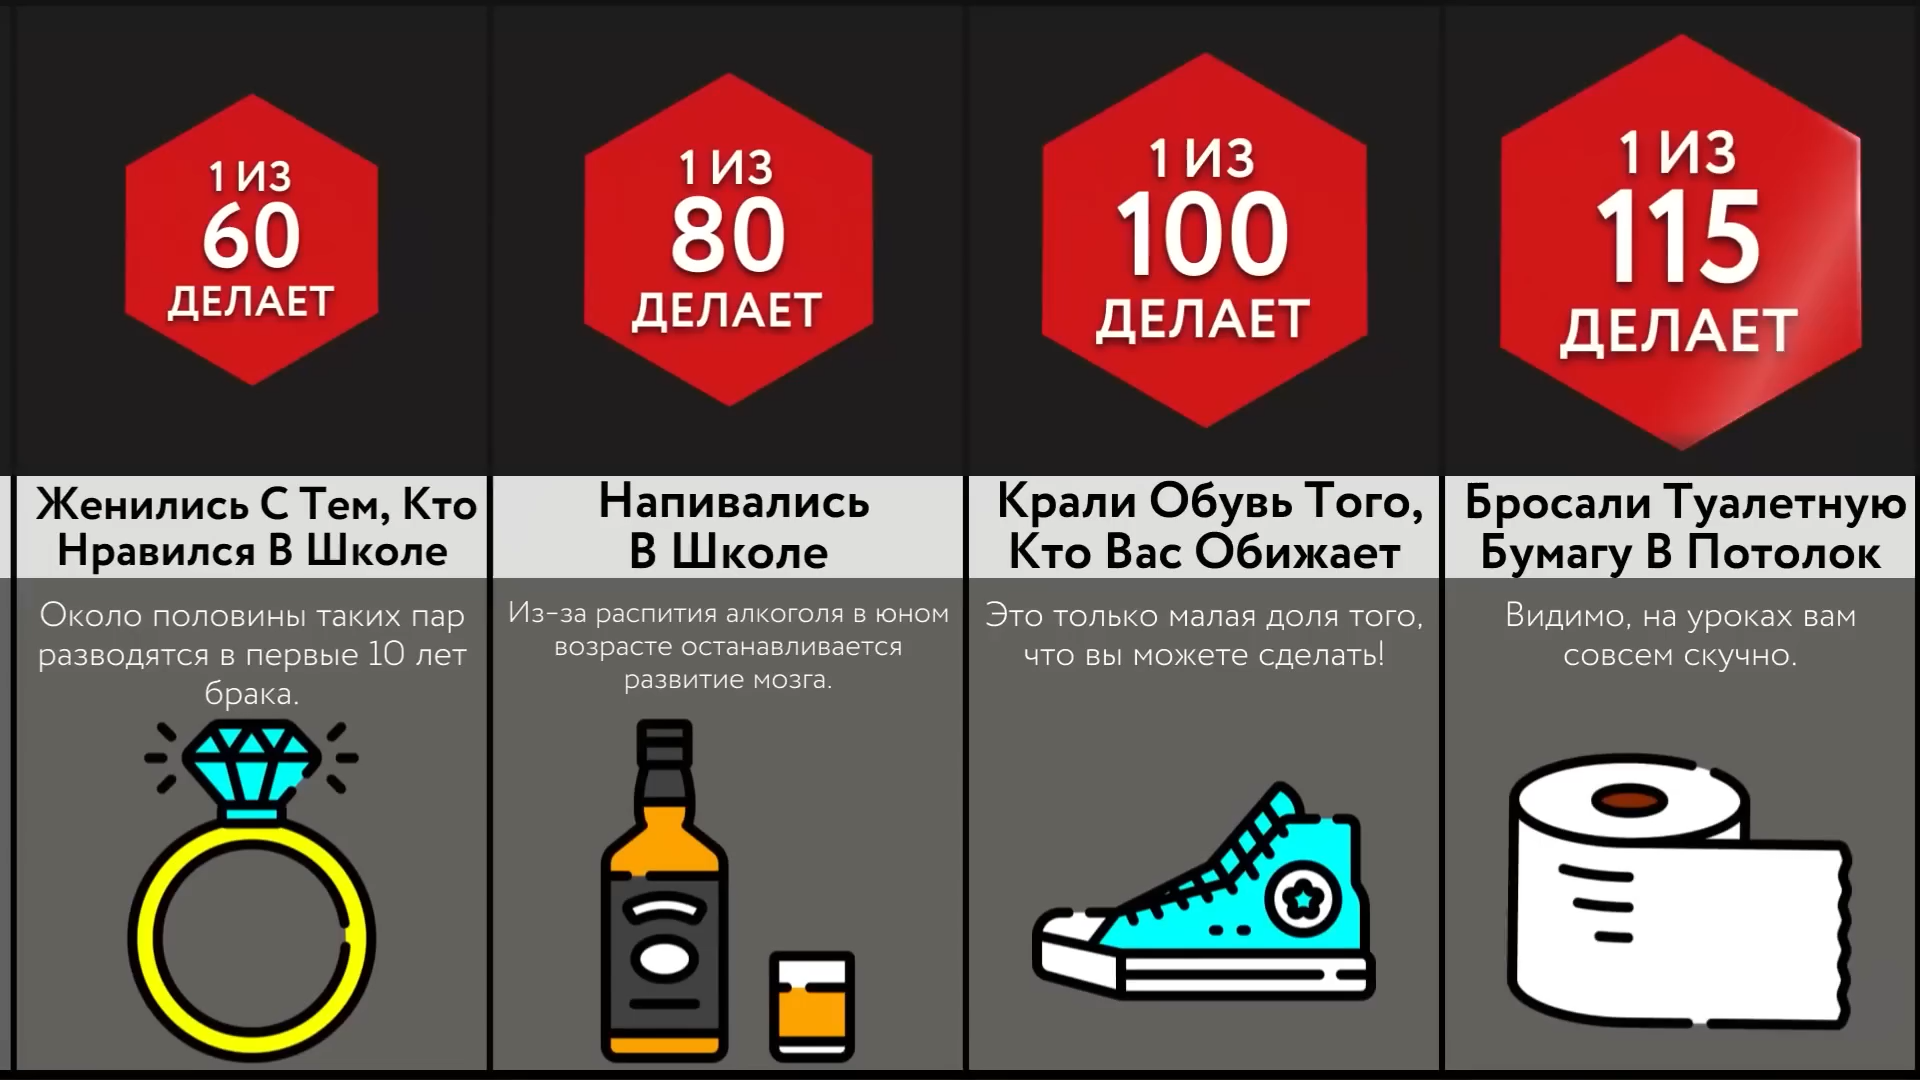 1 ИЗ
60
ДЕЛАЕТ
Женились С Тем, Кто
Нравился В Школе
Около половины таких пар
разводятся в первые 10 лет
брака.
1 ИЗ
80
ДЕЛАЕТ
Напивались
В Школе
Из-за распития алкоголя в юном
возрасте останавливается
развитие мозга.
1 ИЗ
100
ДЕЛАЕТ
Крали Обувь Того,
Кто Вас Обижает
Это только малая доля того,
что вы можете сделать!
1 ИЗ
115
ДЕЛАЕТ
Бросали Туалетную
Бумагу В Потолок
Видимо, на уроках вам
совсем скучно.